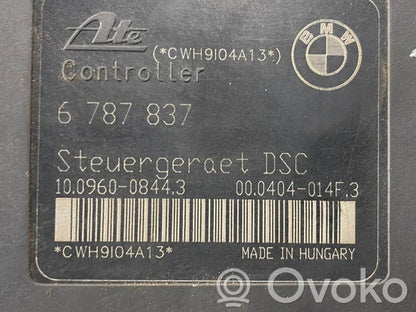 Ate
(*CWH9I04A13*)
BMW
Controller
6 787 837
Steuergeraet DSC
10.0960-0844.3 00.0404-014F.3
*CWH9I04A13* MADE IN HUNGARY
Ovoko